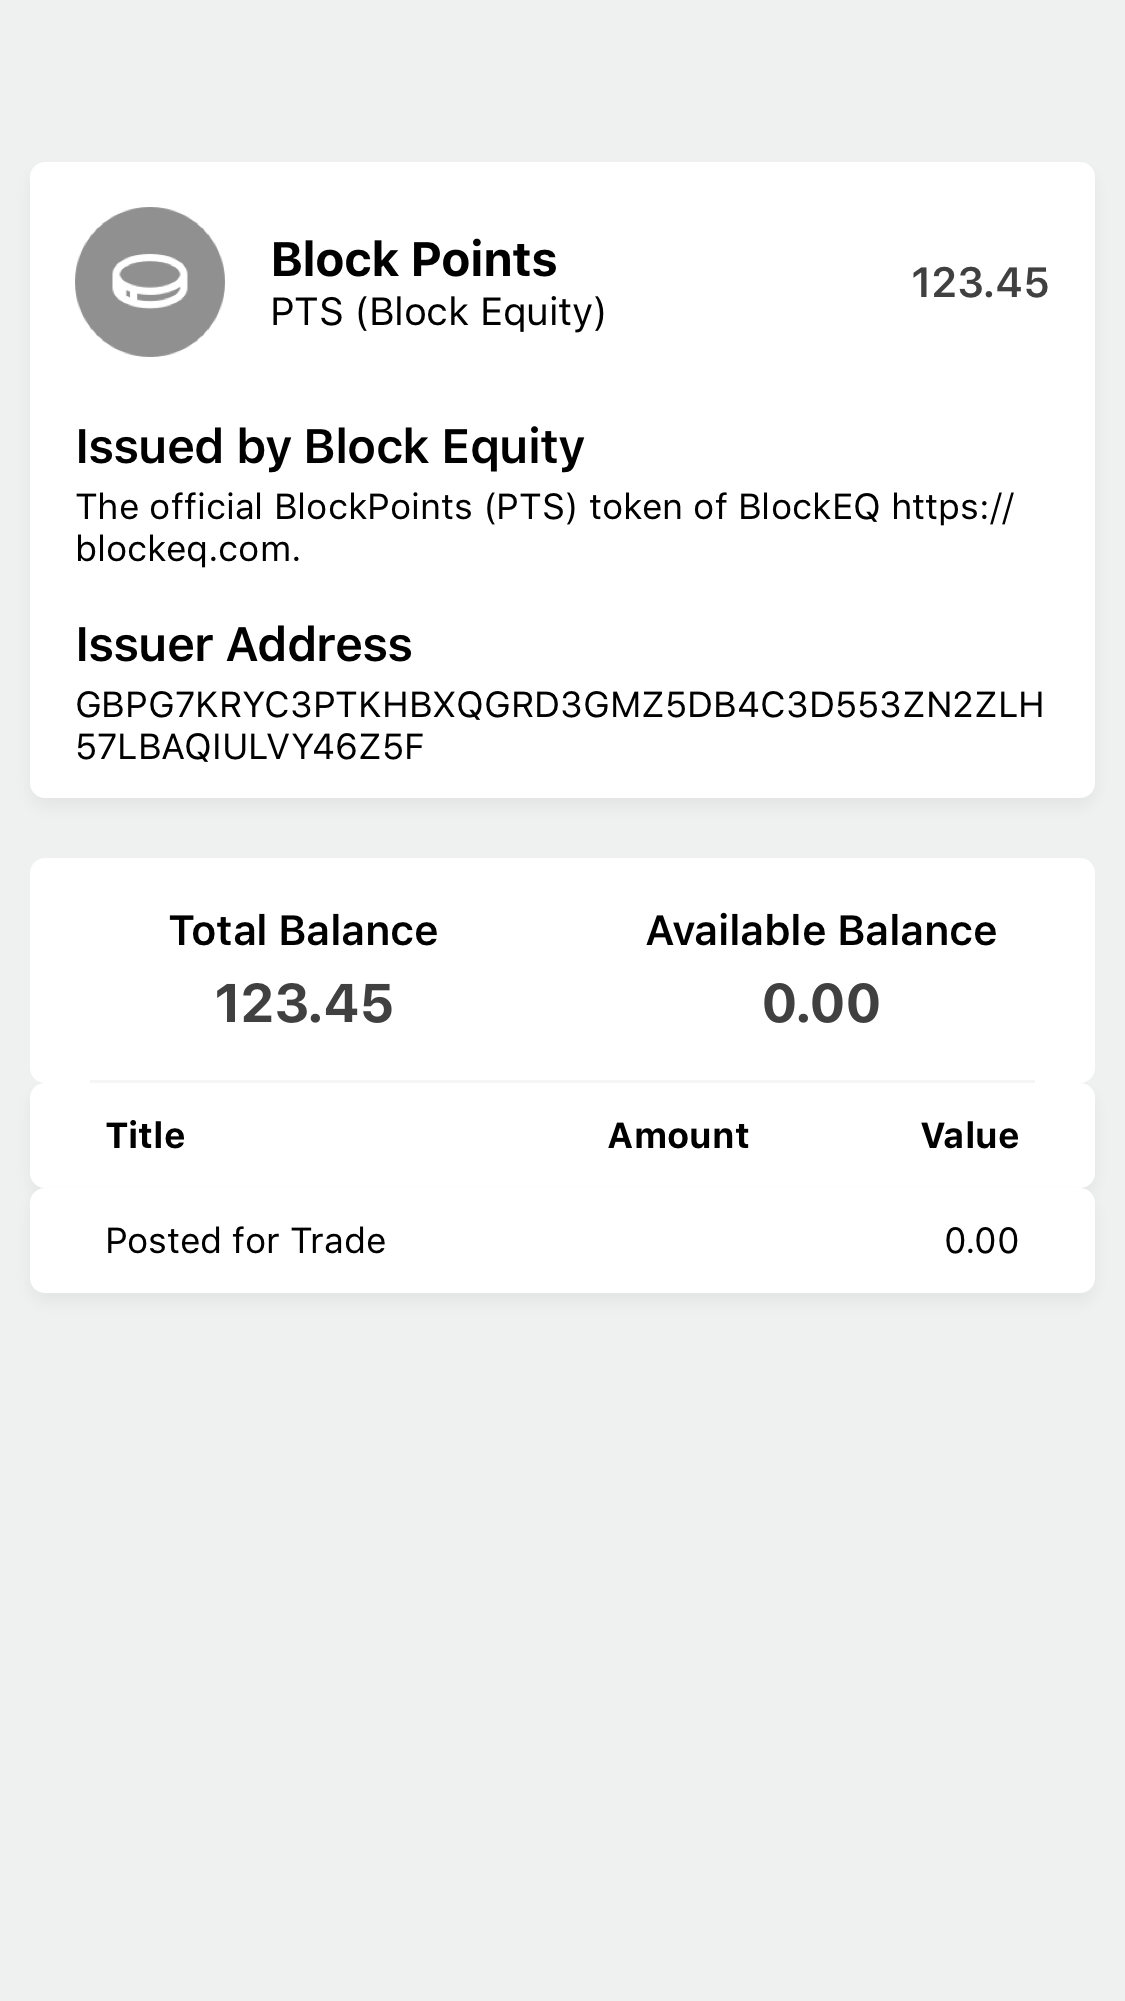 Block Points
PTS (Block Equity)
123.45
Issued by Block Equity
The official BlockPoints (PTS) token of BlockEQ https://
blockeq.com.
Issuer Address
GBPG7KRYC3PTKHBXQGRD3GMZ5DB4C3D553ZN2ZLH
57LBAQIULVY46Z5F
Total Balance
Available Balance
123.45
0.00
Title Amount Value
Posted for Trade 0.00